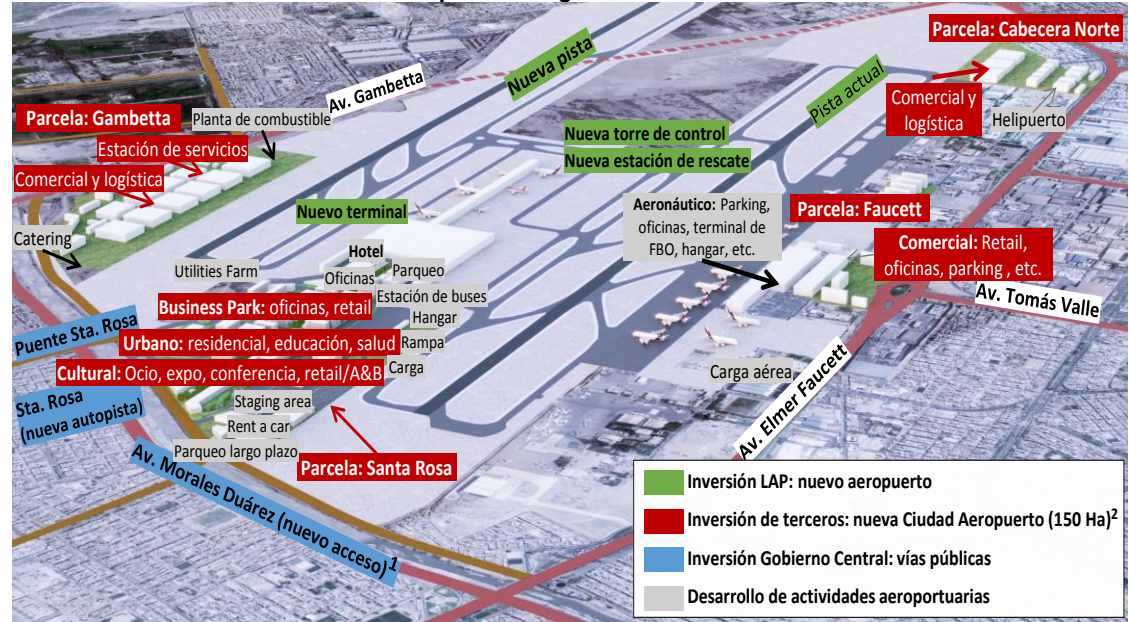 Parcela: Cabecera Norte
Nueva pista
Av. Gambetta
Pista actual
Comercial y
logística
Helipuerto
Parcela: Gambetta
Planta de combustible
Estación de servicios
Comercial y logística
Nueva torre de control
Nueva estación de rescate
Nuevo terminal
Aeronáutico: Parking,
oficinas, terminal de
FBO, hangar, etc.
Parcela: Faucett
Comercial: Retail,
oficinas, parking , etc.
Av. Tomás Valle
Catering
Utilities Farm
Hotel
Oficinas
Parqueo
Estación de buses
Business Park: oficinas, retail
Hangar
Puente Sta. Rosa
Urbano: residencial, educación, salud
Rampa
Cultural: Ocio, expo, conferencia, retail/A&B
Carga
Carga aérea
Av. Elmer Faucett
Sta. Rosa
(nueva autopista)
Staging area
Rent a car
Parqueo largo plazo
Parcela: Santa Rosa
Av. Morales Duárez (nuevo acceso)1
Inversión LAP: nuevo aeropuerto
Inversión de terceros: nueva Ciudad Aeropuerto (150 Ha)2
Inversión Gobierno Central: vías públicas
Desarrollo de actividades aeroportuarias